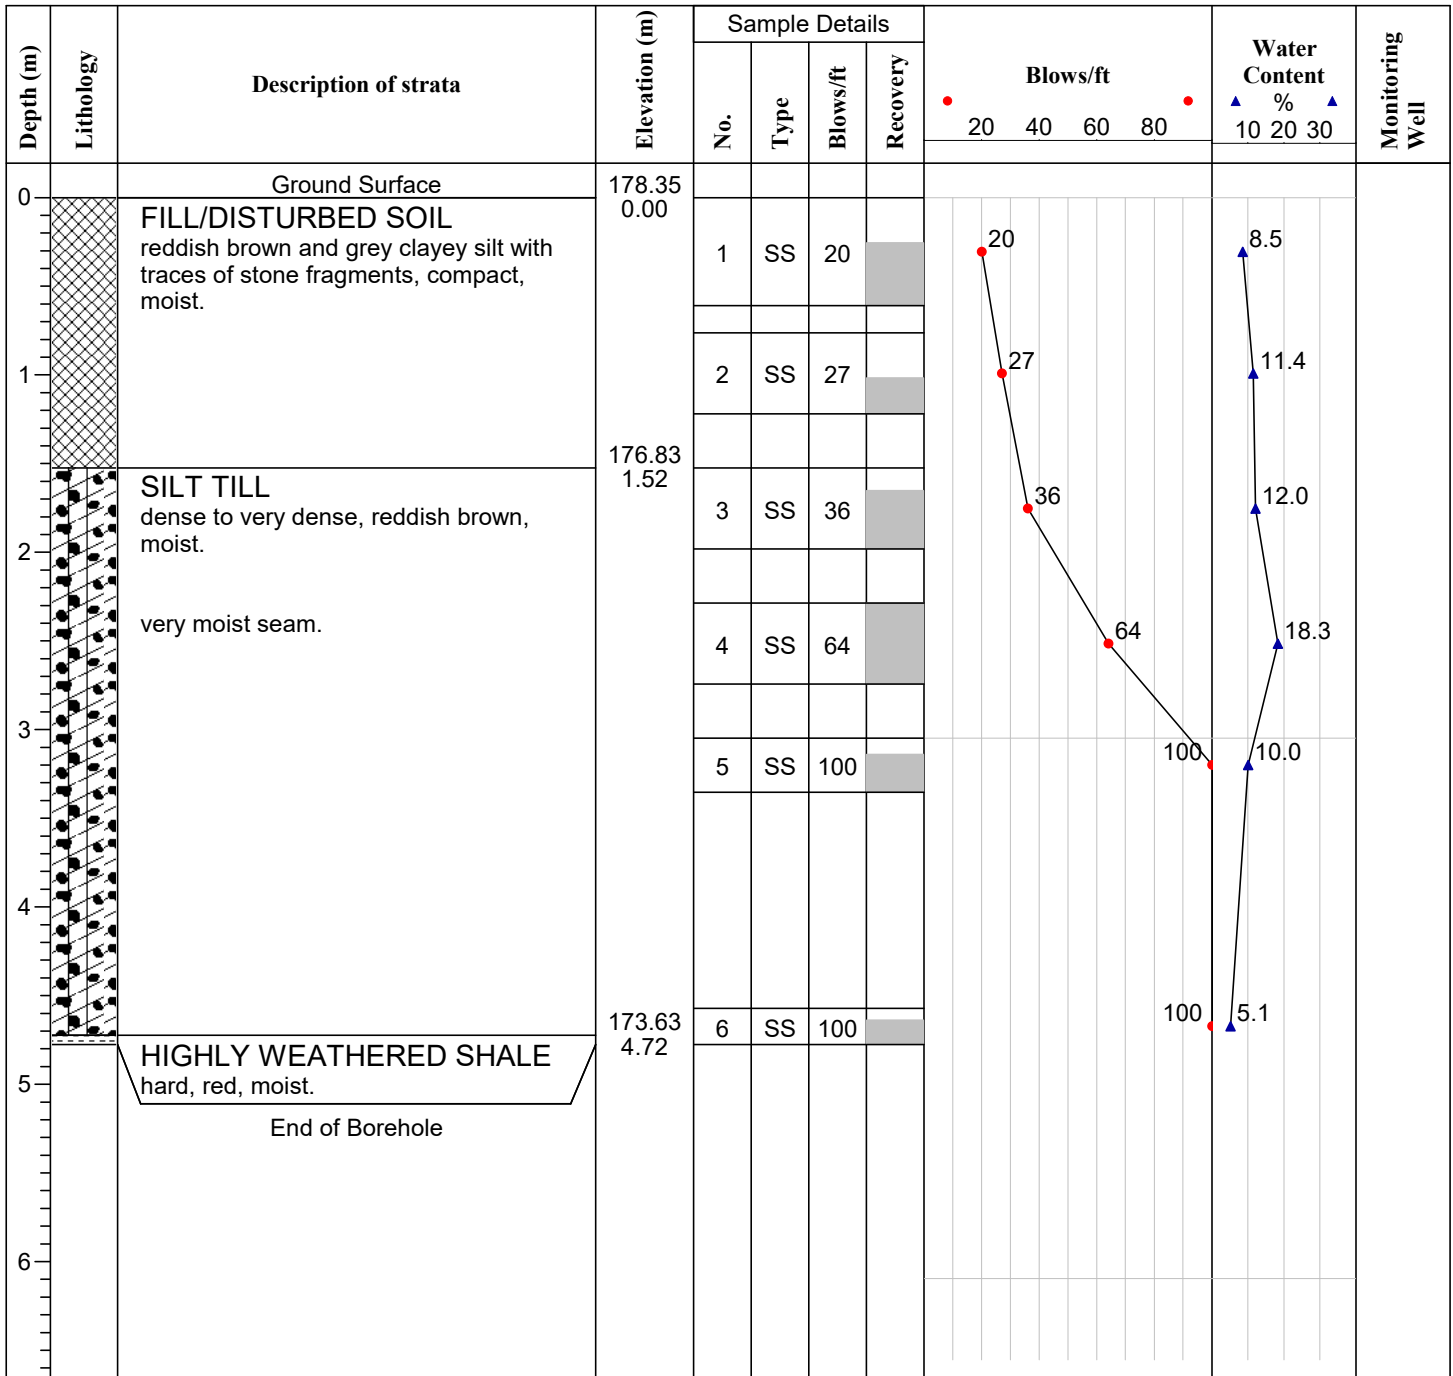 Depth (m)
Lithology
Description of strata
Elevation (m)
Sample Details
No.
Type
Blows/ft
Recovery
Blows/ft
20 40 60 80
Water
Content
%
10 20 30
Monitoring
Well
Ground Surface
178.35
0.00
0
FILL/DISTURBED SOIL
reddish brown and grey clayey silt with
traces of stone fragments, compact,
moist.
1 SS 20
20
8.5
1
2 SS 27
27
11.4
176.83
1.52
SILT TILL
dense to very dense, reddish brown,
moist.
3 SS 36
36
12.0
2
very moist seam.
4 SS 64
64
18.3
3
5 SS 100
100
10.0
4
173.63
4.72
6 SS 100
100
5.1
HIGHLY WEATHERED SHALE
hard, red, moist.
5
End of Borehole
6